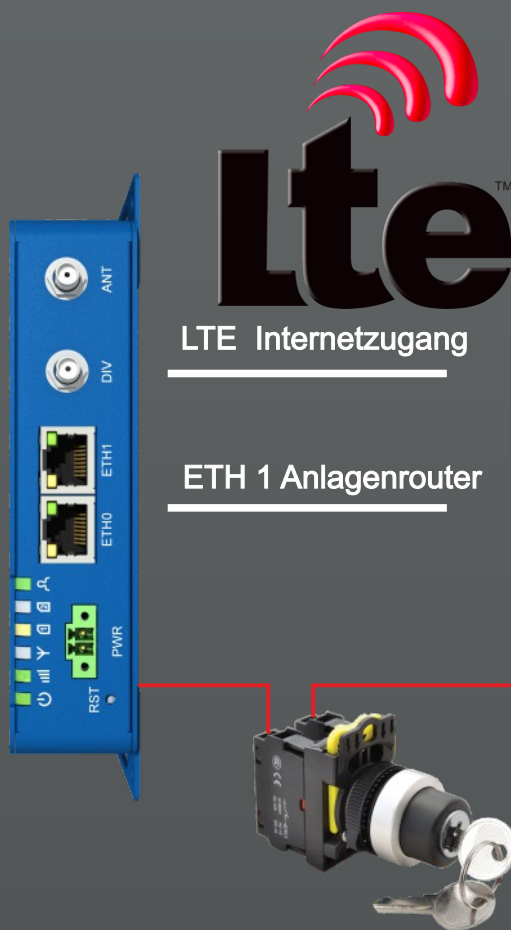 Lte
TM
LTE Internetzugang
ETH 1 Anlagenrouter
ANT
DIV
ETH1
ETH0
PWR
RST